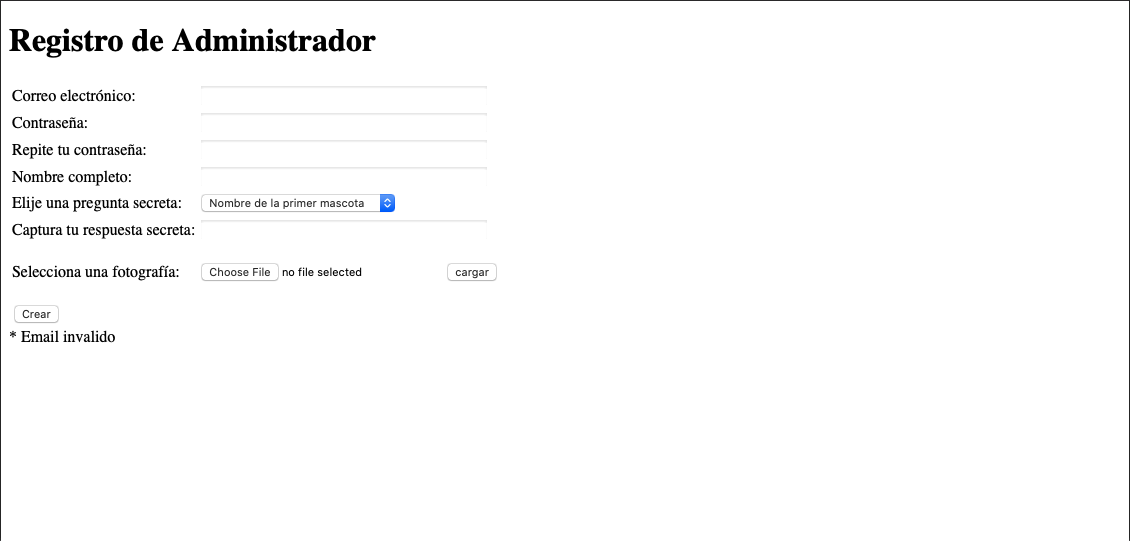 Registro de Administrador
Correo electrónico:
Contraseña:
Repite tu contraseña:
Nombre completo:
Elije una pregunta secreta: Nombre de la primer mascota
Captura tu respuesta secreta:
Selecciona una fotografía: Choose File no file selected cargar
Crear
* Email invalido